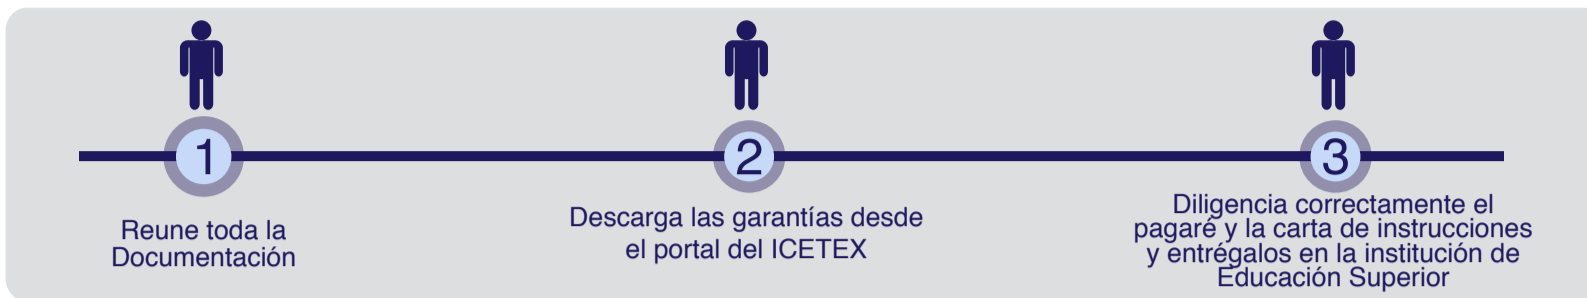 1
Reune toda la
Documentación
2
Descarga las garantías desde
el portal del ICETEX
3
Diligencia correctamente el
pagaré y la carta de instrucciones
y entrégalos en la institución de
Educación Superior